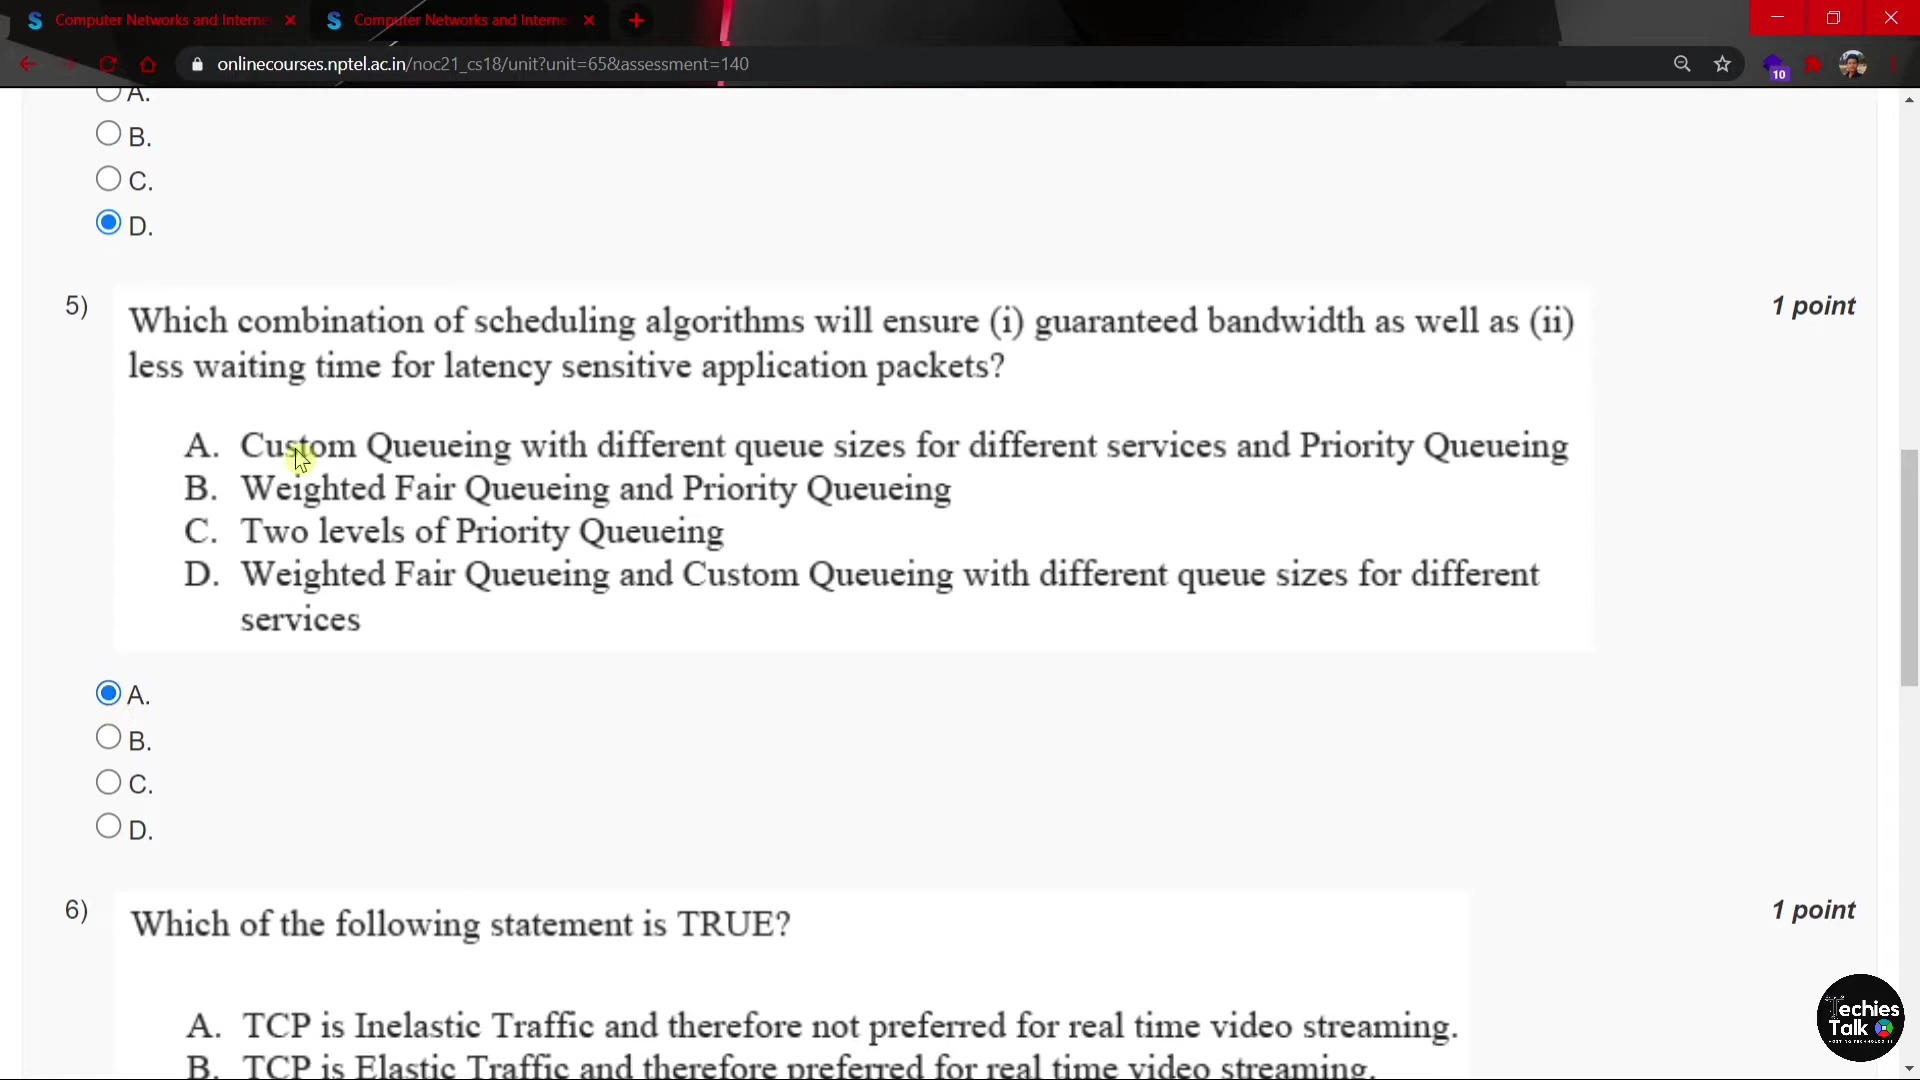 Computer Networks and Interne
Computer Networks and Interne
onlinecourses.nptel.ac.in/noc21_cs18/unit?unit=65&assessment=140
10
A.
B.
C.
D.
5)
1 point
Which combination of scheduling algorithms will ensure (i) guaranteed bandwidth as well as (ii)
less waiting time for latency sensitive application packets?
A. Custom Queueing with different queue sizes for different services and Priority Queueing
B. Weighted Fair Queueing and Priority Queueing
C. Two levels of Priority Queueing
D. Weighted Fair Queueing and Custom Queueing with different queue sizes for different
services
A.
B.
C.
D.
6)
1 point
Which of the following statement is TRUE?
A. TCP is Inelastic Traffic and therefore not preferred for real time video streaming.
B. TCP is Elastic Traffic and therefore preferred for real time video streaming.
Techies
Talk